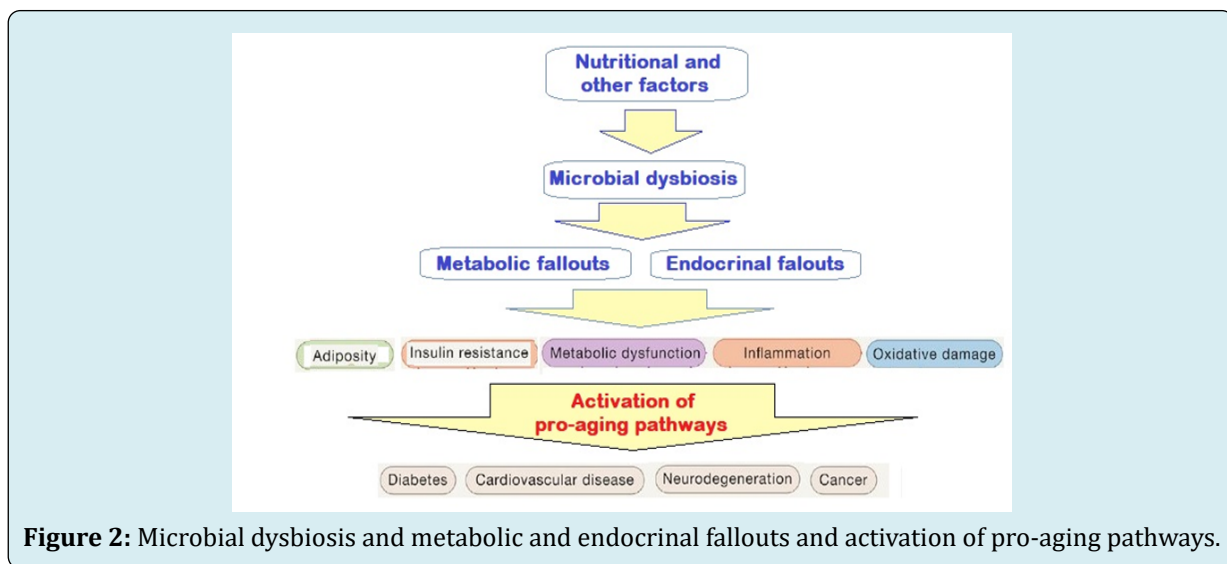 Nutritional and
other factors
Microbial dysbiosis
Metabolic fallouts Endocrinal falouts
Adiposity Insulin resistance Metabolic dysfunction Inflammation Oxidative damage
Activation of
pro-aging pathways
Diabetes Cardiovascular disease Neurodegeneration Cancer
Figure 2: Microbial dysbiosis and metabolic and endocrinal fallouts and activation of pro-aging pathways.